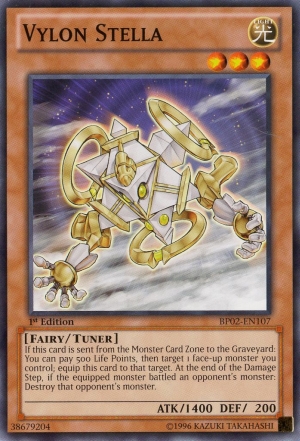 VYLON STELLA
光
1st Edition
BP02-EN107
[FAIRY/TUNER]
If this card is sent from the Monster Card Zone to the Graveyard:
You can pay 500 Life Points, then target 1 face-up monster you
control; equip this card to that target. At the end of the Damage
Step, if the equipped monster battled an opponent's monster:
Destroy that opponent's monster.
ATK/1400 DEF/ 200
38679204
©1996 KAZUKI TAKAHASHI